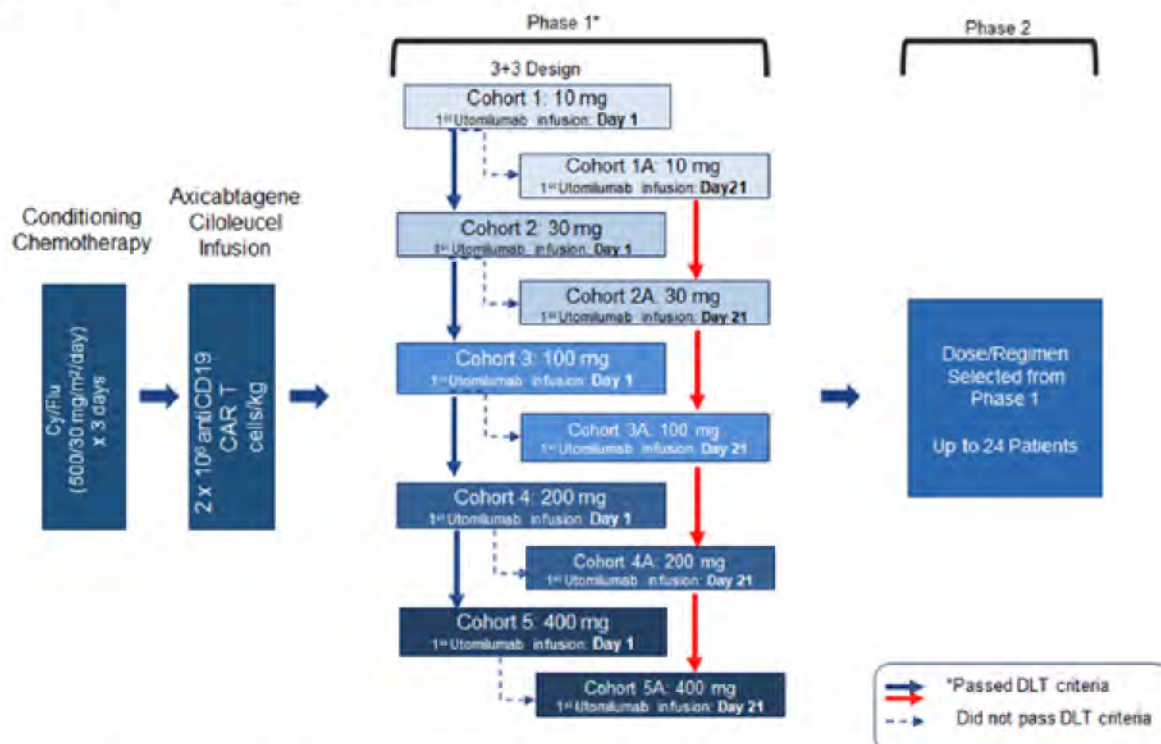 Phase 1*
Phase 2
3+3 Design
Conditioning
Chemotherapy
Cy/Flu
(500/30 mg/m²/day)
x 3 days
Axicabtagene
Ciloleucel
Infusion
2 x 10⁶ antiCD19
CAR T
cells/kg
Cohort 1: 10 mg
1st Utomilumab infusion: Day 1
Cohort 1A: 10 mg
1st Utomilumab infusion: Day21
Cohort 2: 30 mg
1st Utomilumab infusion: Day 1
Cohort 2A: 30 mg
1st Utomilumab infusion: Day 21
Cohort 3: 100 mg
1st Utomilumab infusion: Day 1
Cohort 3A: 100 mg
1st Utomilumab infusion: Day 21
Cohort 4: 200 mg
1st Utomilumab infusion: Day 1
Cohort 4A: 200 mg
1st Utomilumab infusion: Day 21
Cohort 5: 400 mg
1st Utomilumab infusion: Day 1
Cohort 5A: 400 mg
1st Utomilumab infusion: Day 21
Dose/Regimen
Selected from
Phase 1
Up to 24 Patients
*Passed DLT criteria
Did not pass DLT criteria